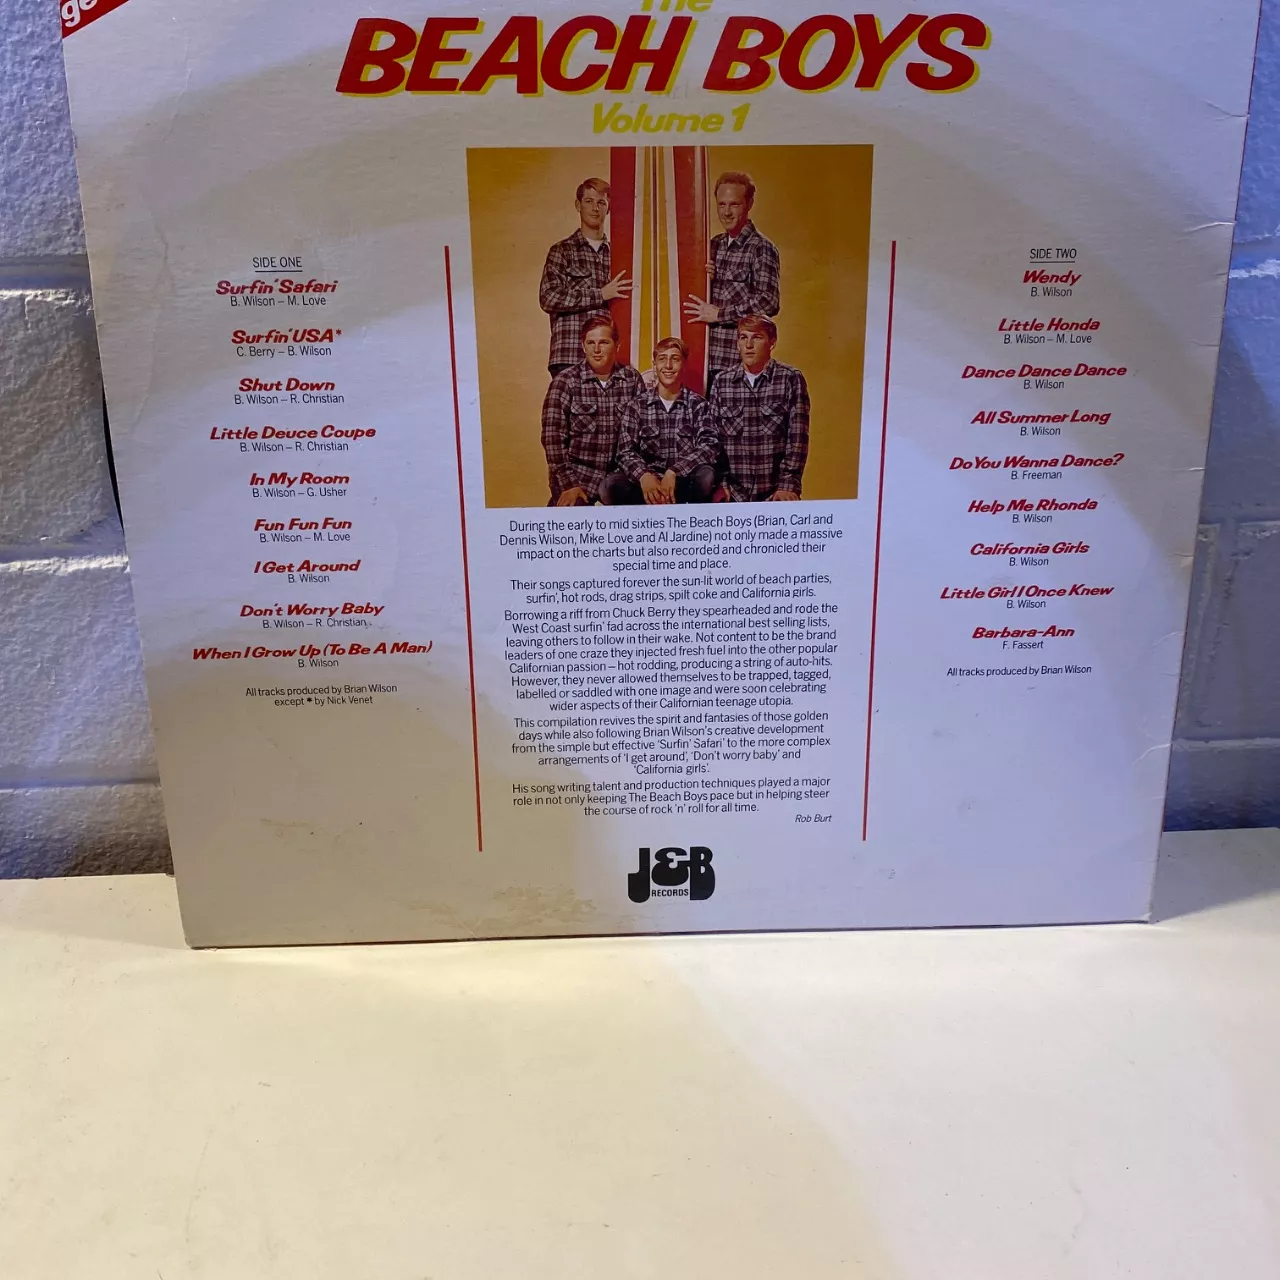 ge
The
BEACH BOYS
Volume 1
SIDE ONE
Surfin' Safari
B. Wilson – M. Love
Surfin' USA*
C. Berry – B. Wilson
Shut Down
B. Wilson – R. Christian
Little Deuce Coupe
B. Wilson – R. Christian
In My Room
B. Wilson – G. Usher
Fun Fun Fun
B. Wilson – M. Love
I Get Around
B. Wilson
Don't Worry Baby
B. Wilson – R. Christian
When I Grow Up (To Be A Man)
B. Wilson
All tracks produced by Brian Wilson
except * by Nick Venet
During the early to mid sixties The Beach Boys (Brian, Carl and
Dennis Wilson, Mike Love and Al Jardine) not only made a massive
impact on the charts but also recorded and chronicled their
special time and place.
Their songs captured forever the sun-lit world of beach parties,
surfin', hot rods, drag strips, spilt coke and California girls.
Borrowing a riff from Chuck Berry they spearheaded and rode the
West Coast surfin' fad across the international best selling lists,
leaving others to follow in their wake. Not content to be the brand
leaders of one craze they injected fresh fuel into the other popular
Californian passion – hot rodding, producing a string of auto-hits.
However, they never allowed themselves to be trapped, tagged,
labelled or saddled with one image and were soon celebrating
wider aspects of their Californian teenage utopia.
This compilation revives the spirit and fantasies of those golden
days while also following Brian Wilson's creative development
from the simple but effective 'Surfin' Safari' to the more complex
arrangements of 'I get around', 'Don't worry baby' and
'California girls'.
His song writing talent and production techniques played a major
role in not only keeping The Beach Boys pace but in helping steer
the course of rock 'n' roll for all time.
Rob Burt
J&B
RECORDS
SIDE TWO
Wendy
B. Wilson
Little Honda
B. Wilson – M. Love
Dance Dance Dance
B. Wilson
All Summer Long
B. Wilson
Do You Wanna Dance?
B. Freeman
Help Me Rhonda
B. Wilson
California Girls
B. Wilson
Little Girl I Once Knew
B. Wilson
Barbara-Ann
F. Fassert
All tracks produced by Brian Wilson